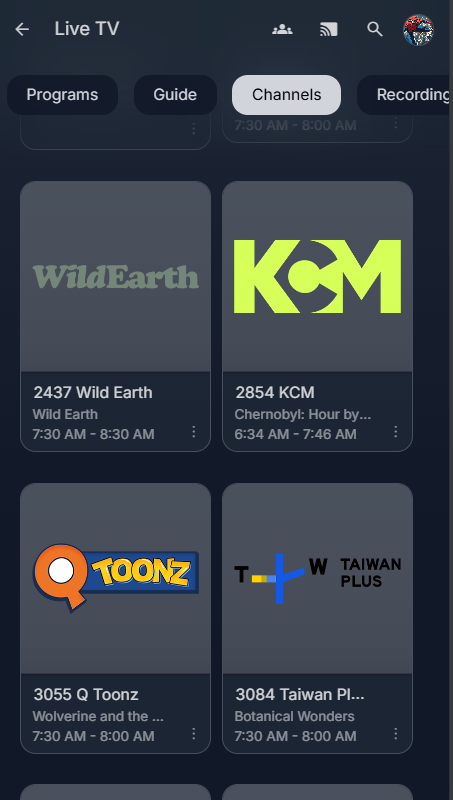 Live TV
Programs
Guide
Channels
Recording
7:30 AM - 8:00 AM
WildEarth
KCM
2437 Wild Earth
Wild Earth
7:30 AM - 8:30 AM
2854 KCM
Chernobyl: Hour by...
6:34 AM - 7:46 AM
Q TOONZ
T W TAIWAN
PLUS
3055 Q Toonz
Wolverine and the ...
7:30 AM - 8:00 AM
3084 Taiwan Pl...
Botanical Wonders
7:30 AM - 8:00 AM